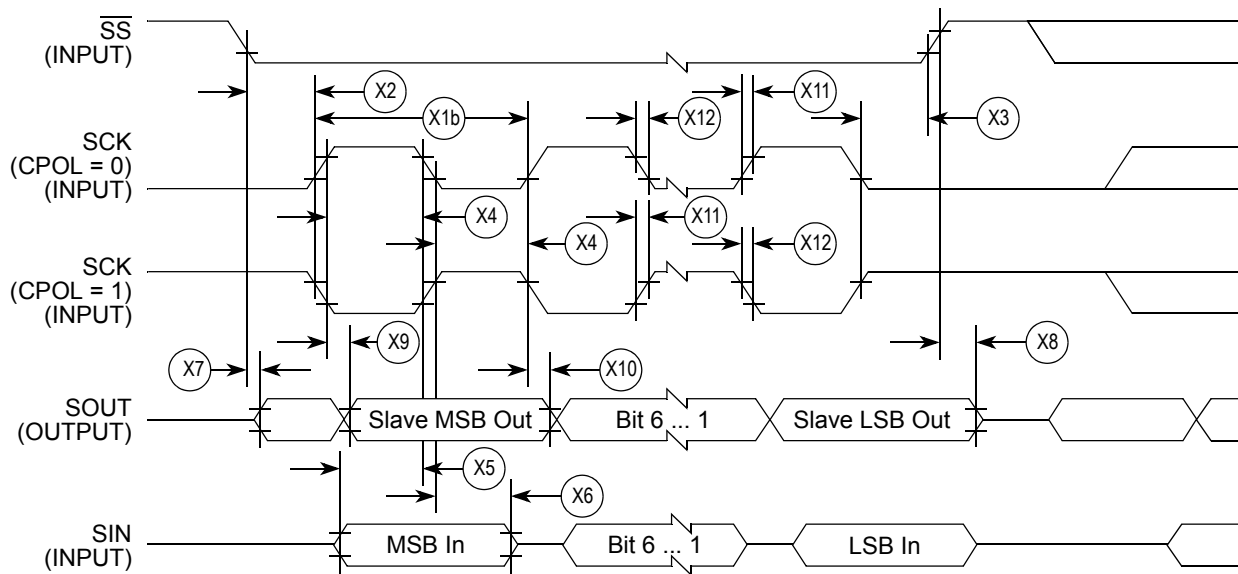 SS
(INPUT)
X2
X11
X1b
X12
X3
SCK
(CPOL = 0)
(INPUT)
X4
X11
X4
X12
SCK
(CPOL = 1)
(INPUT)
X9
X8
X7
X10
SOUT
(OUTPUT)
Slave MSB Out
Bit 6 ... 1
Slave LSB Out
X5
X6
SIN
(INPUT)
MSB In
Bit 6 ... 1
LSB In